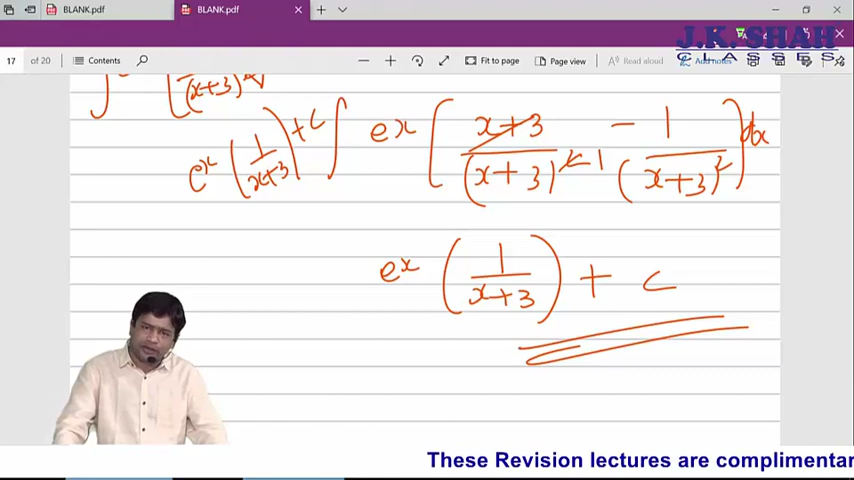 BLANK.pdf
BLANK.pdf
J.K. SHAH
CLASSES
17 of 20
Contents
Fit to page
Page view
Read aloud
Add notes
∫ e^x [ (x+3)/(x+3)^2 1 - 1/(x+3)^2 ] dx
e^x (1/(x+3)) + c
e^x (1/(x+3)) + c
These Revision lectures are complimentar